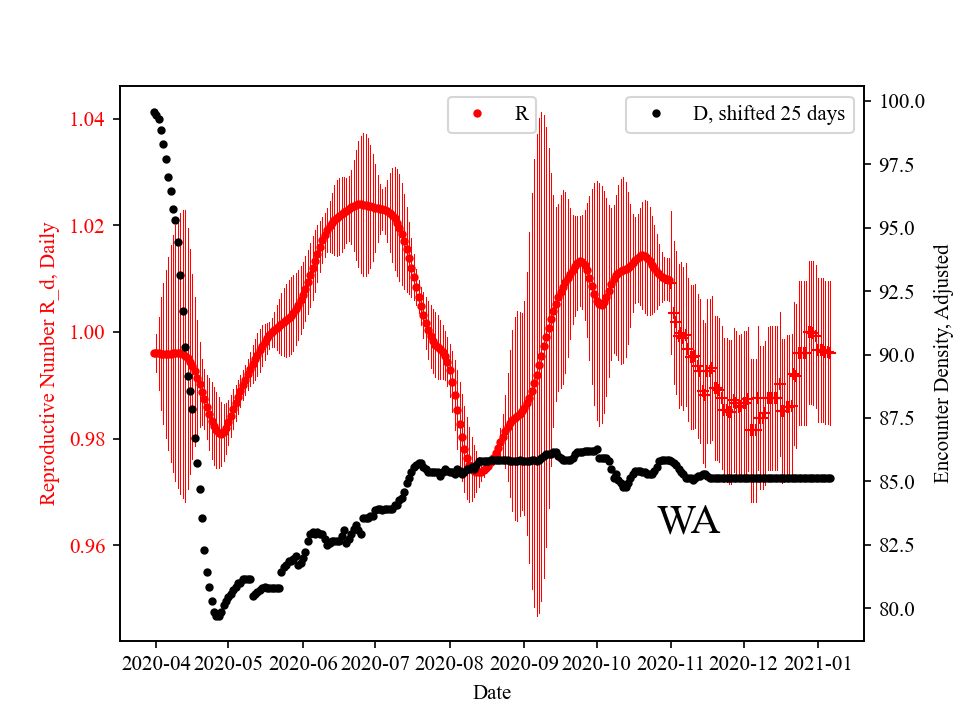 R
D, shifted 25 days
1.04
1.02
1.00
0.98
0.96
Reproductive Number R_d, Daily
100.0
97.5
95.0
92.5
90.0
87.5
85.0
82.5
80.0
Encounter Density, Adjusted
WA
2020-04 2020-05 2020-06 2020-07 2020-08 2020-09 2020-10 2020-11 2020-12 2021-01
Date